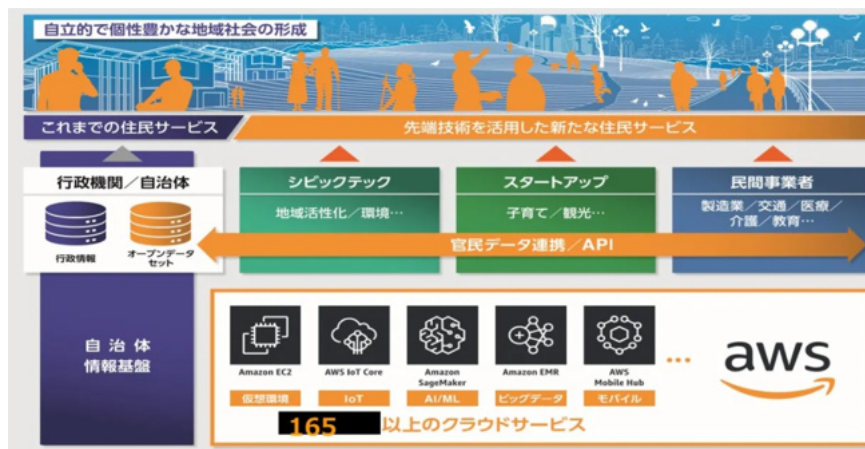 自立的で個性豊かな地域社会の形成
これまでの住民サービス
先端技術を活用した新たな住民サービス
行政機関／自治体
行政情報
オープンデータ
セット
シビックテック
地域活性化／環境…
スタートアップ
子育て／観光…
民間事業者
製造業／交通／医療／
介護／教育…
官民データ連携／API
自治体
情報基盤
Amazon EC2
仮想環境
AWS IoT Core
IoT
Amazon
SageMaker
AI/ML
Amazon EMR
ビッグデータ
AWS
Mobile Hub
モバイル
…
aws
165 以上のクラウドサービス